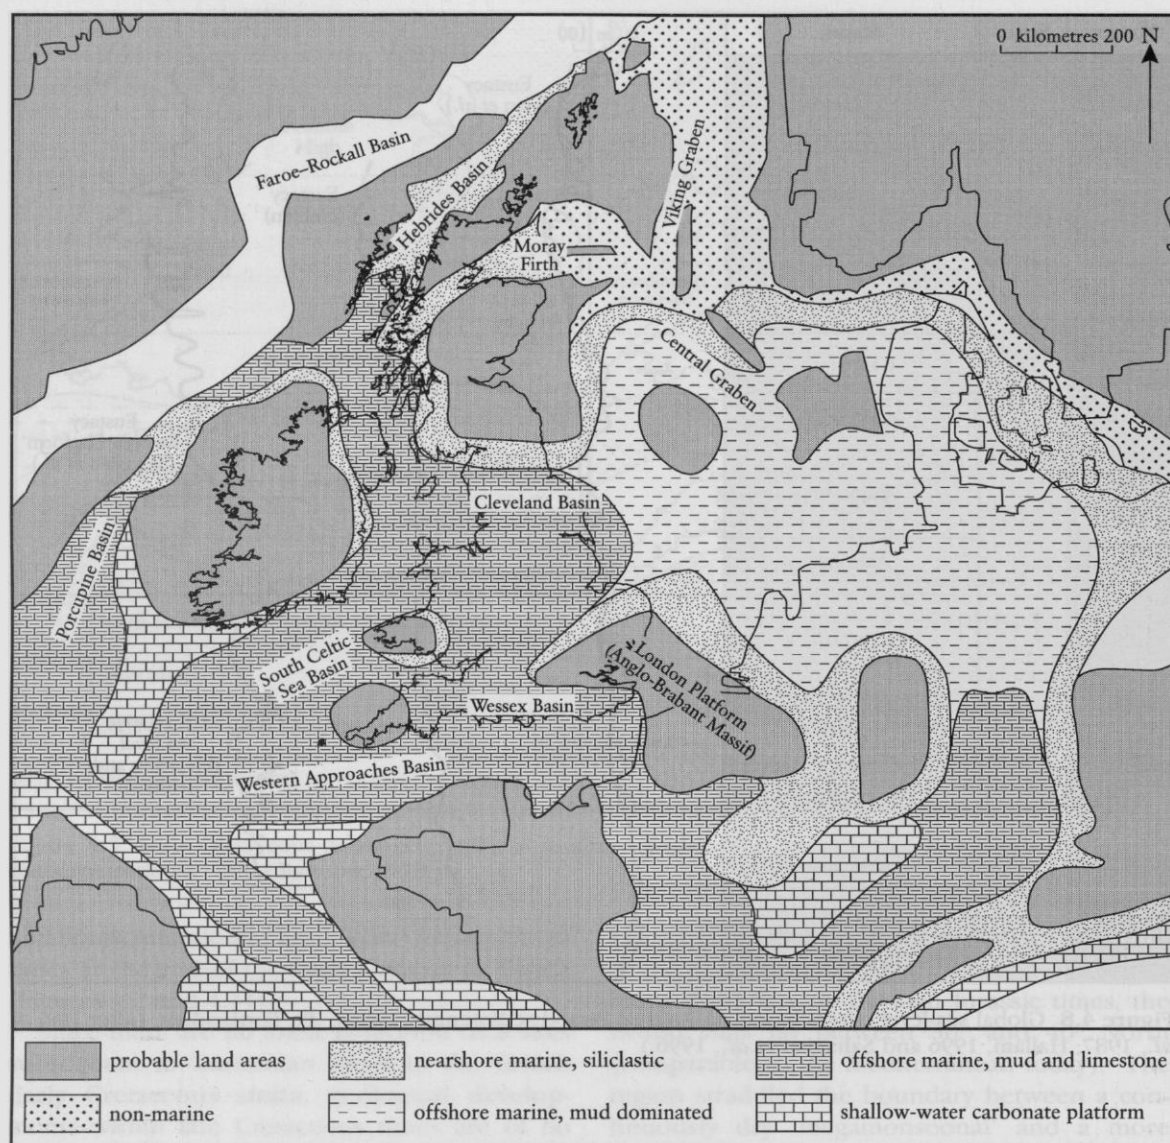 0 kilometres 200 N
Faroe–Rockall Basin
Hebrides Basin
Viking Graben
Moray
Firth
Central Graben
Cleveland Basin
Porcupine Basin
South Celtic
Sea Basin
London Platform
(Anglo-Brabant Massif)
Wessex Basin
Western Approaches Basin
probable land areas
nearshore marine, siliclastic
offshore marine, mud and limestone
non-marine
offshore marine, mud dominated
shallow-water carbonate platform